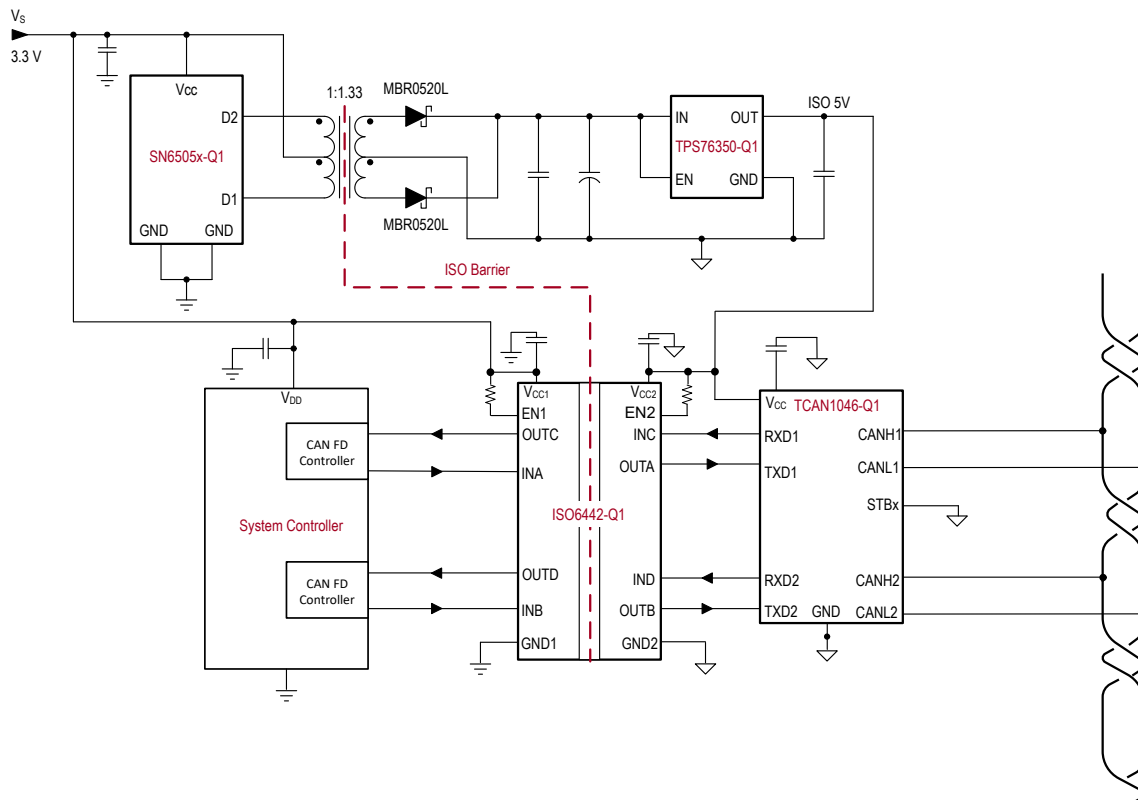 VS
3.3 V
Vcc
D2
SN6505x-Q1
D1
GND
GND
1:1.33
MBR0520L
MBR0520L
IN
OUT
TPS76350-Q1
EN
GND
ISO 5V
ISO Barrier
VDD
CAN FD
Controller
System Controller
CAN FD
Controller
VCC1
EN1
OUTC
INA
OUTD
INB
GND1
ISO6442-Q1
VCC2
EN2
INC
OUTA
IND
OUTB
GND2
VCC
TCAN1046-Q1
RXD1
TXD1
RXD2
TXD2
GND
CANH1
CANL1
STBx
CANH2
CANL2